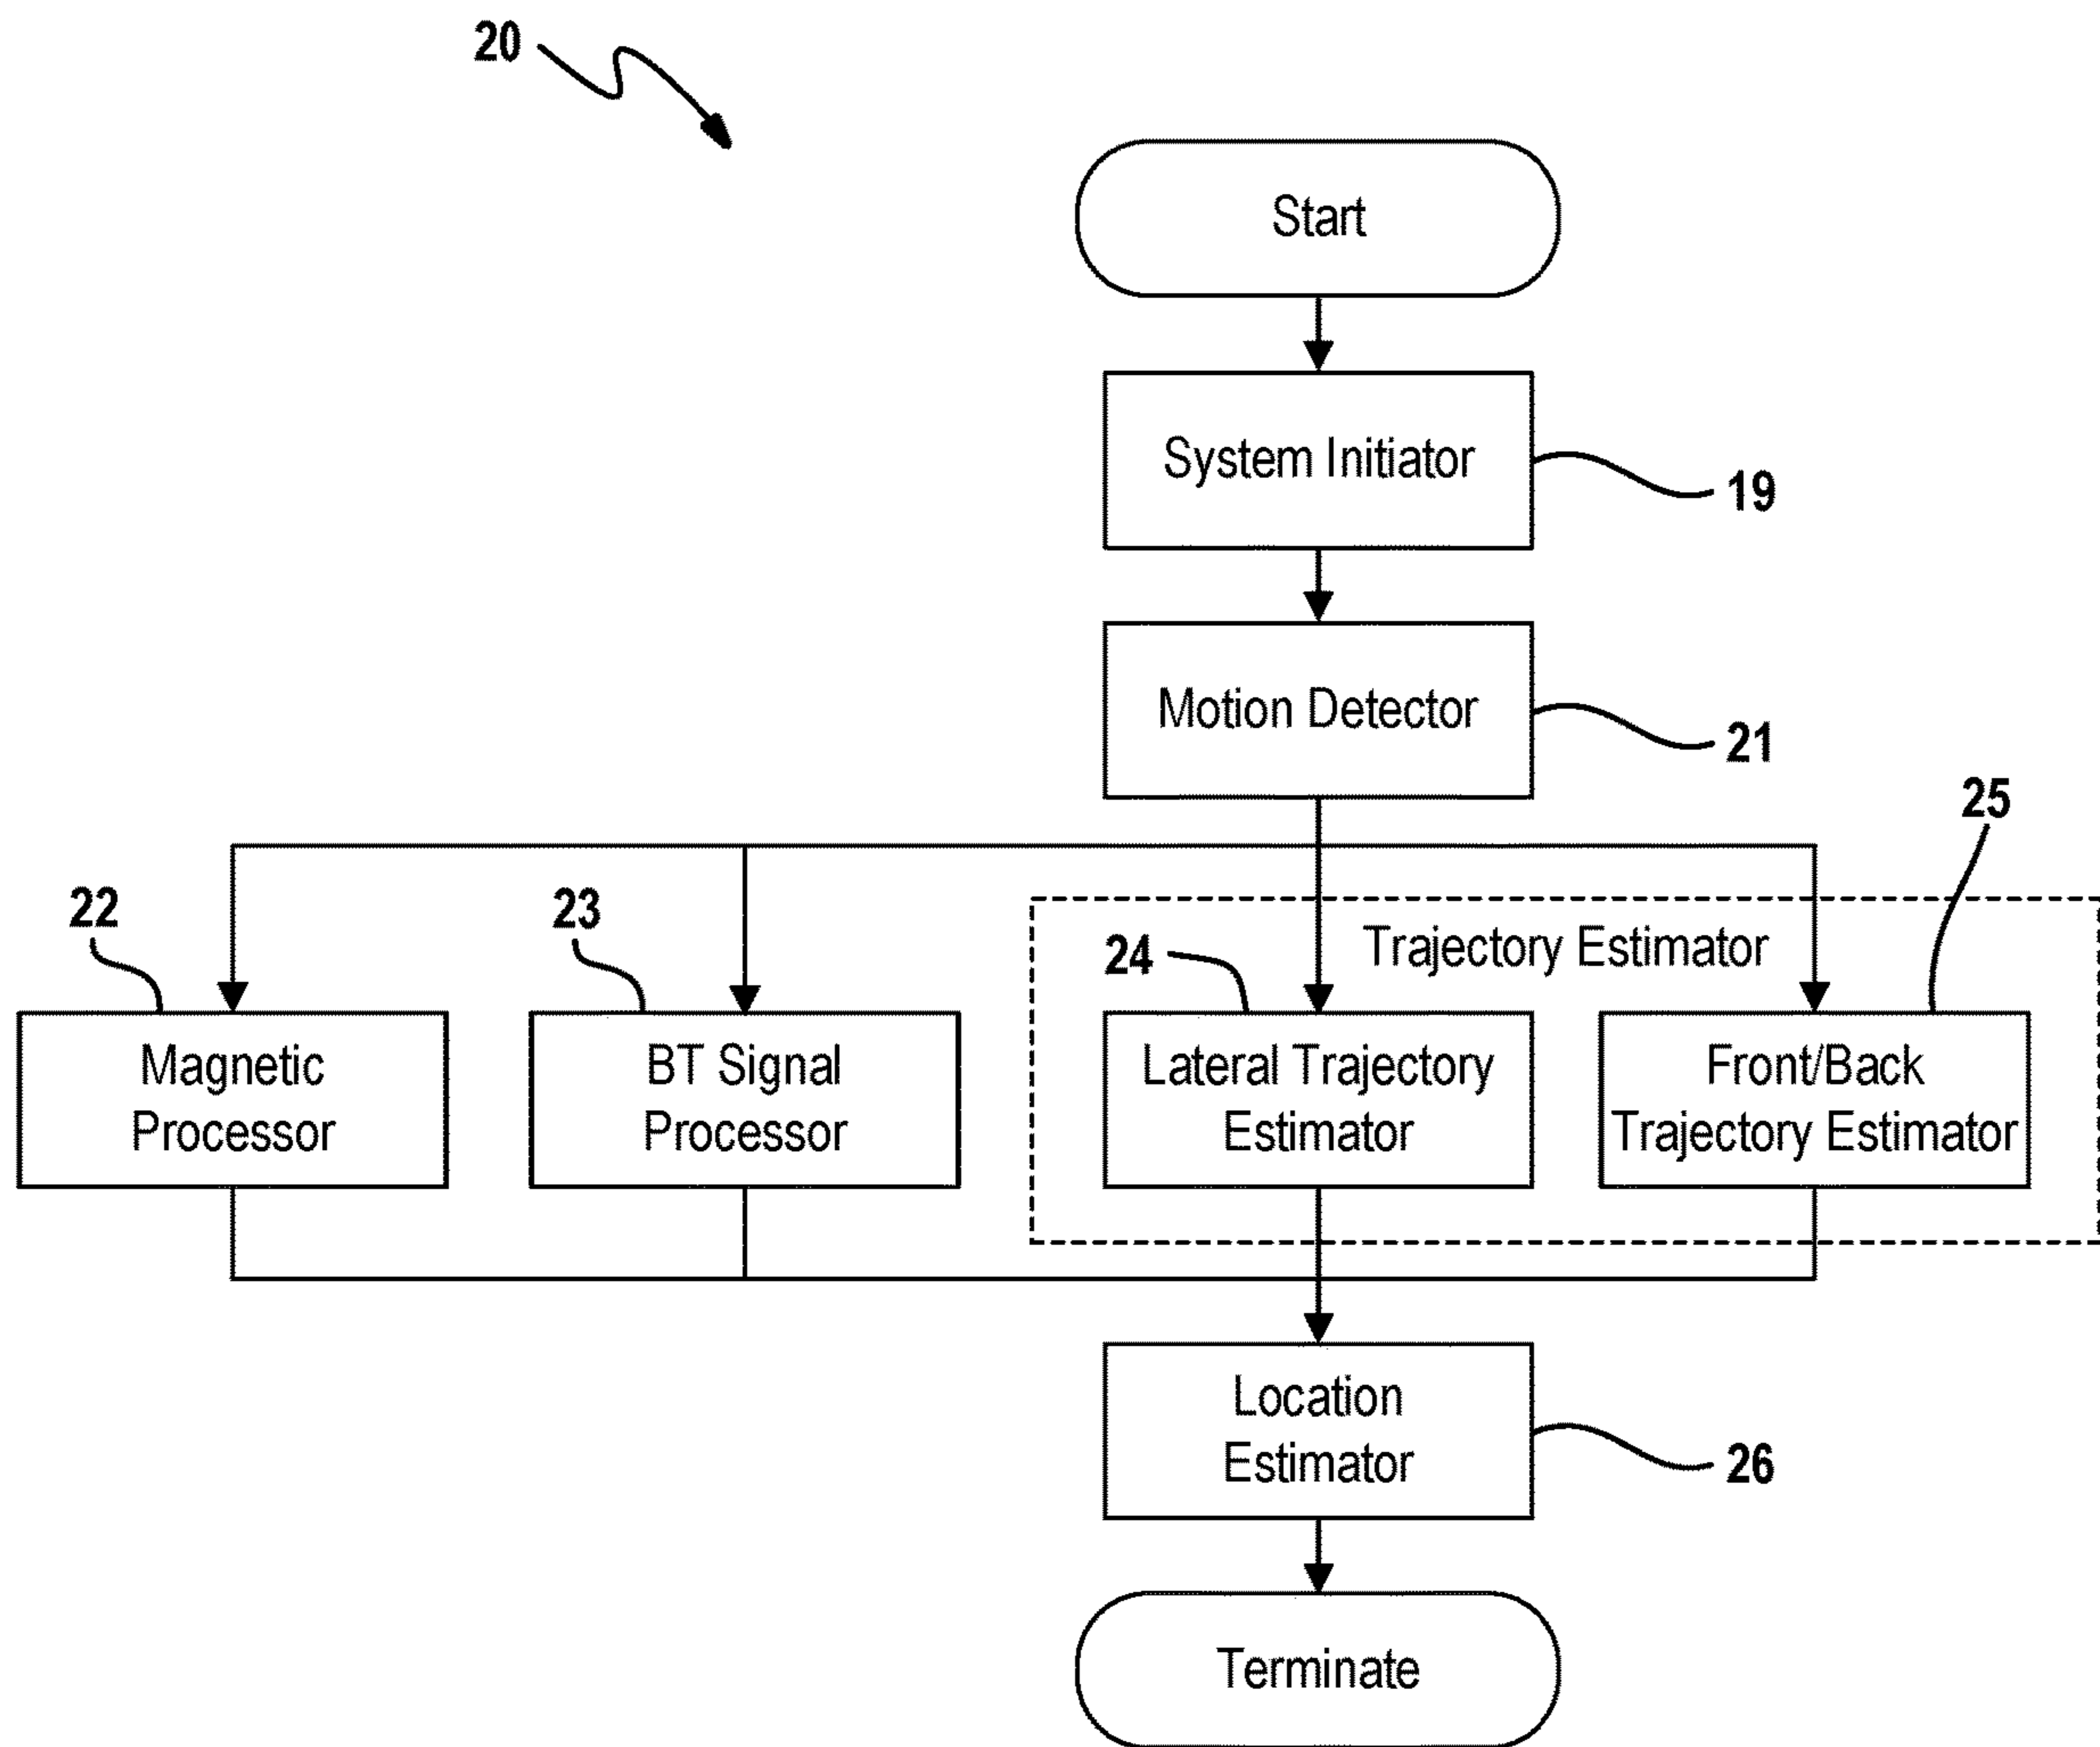 20
Start
System Initiator
19
Motion Detector
21
25
22
23
24
Trajectory Estimator
Magnetic
Processor
BT Signal
Processor
Lateral Trajectory
Estimator
Front/Back
Trajectory Estimator
Location
Estimator
26
Terminate